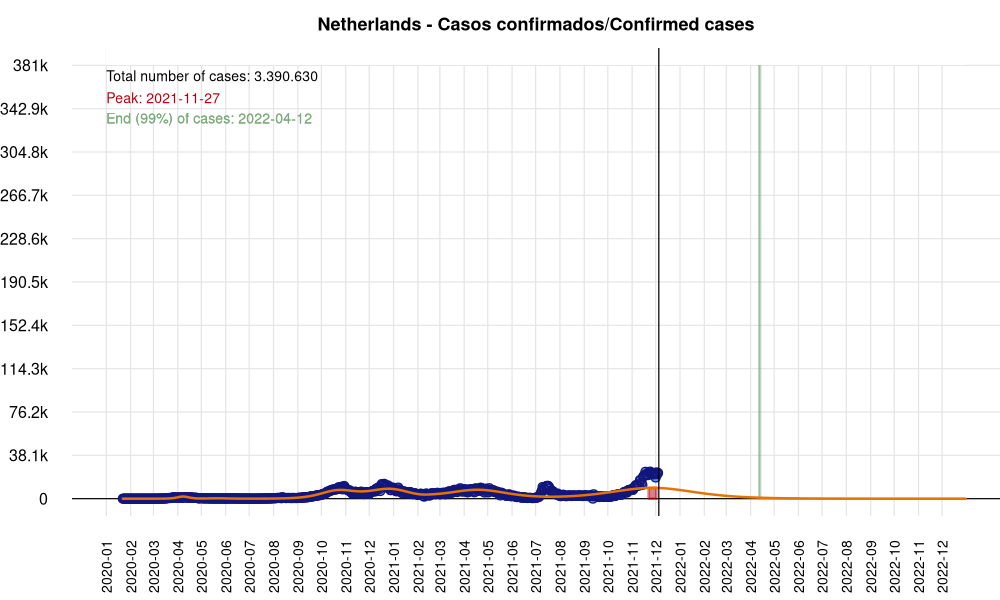 Netherlands - Casos confirmados/Confirmed cases
381k
Total number of cases: 3.390.630
Peak: 2021-11-27
342.9k
End (99%) of cases: 2022-04-12
304.8k
266.7k
228.6k
190.5k
152.4k
114.3k
76.2k
38.1k
0
2020-01
2020-02
2020-03
2020-04
2020-05
2020-06
2020-07
2020-08
2020-09
2020-10
2020-11
2020-12
2021-01
2021-02
2021-03
2021-04
2021-05
2021-06
2021-07
2021-08
2021-09
2021-10
2021-11
2021-12
2022-01
2022-02
2022-03
2022-04
2022-05
2022-06
2022-07
2022-08
2022-09
2022-10
2022-11
2022-12